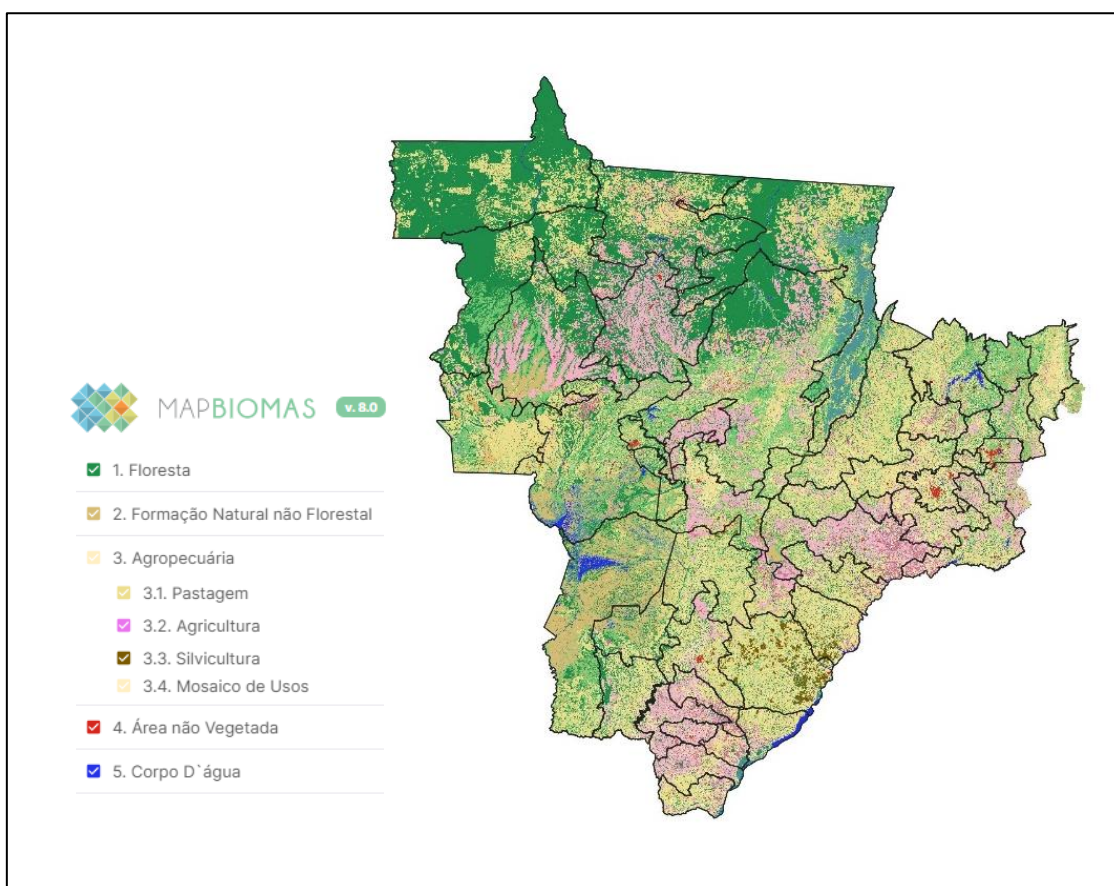 MAPBIOMAS v. 8.0
1. Floresta
2. Formação Natural não Florestal
3. Agropecuária
3.1. Pastagem
3.2. Agricultura
3.3. Silvicultura
3.4. Mosaico de Usos
4. Área não Vegetada
5. Corpo D`água